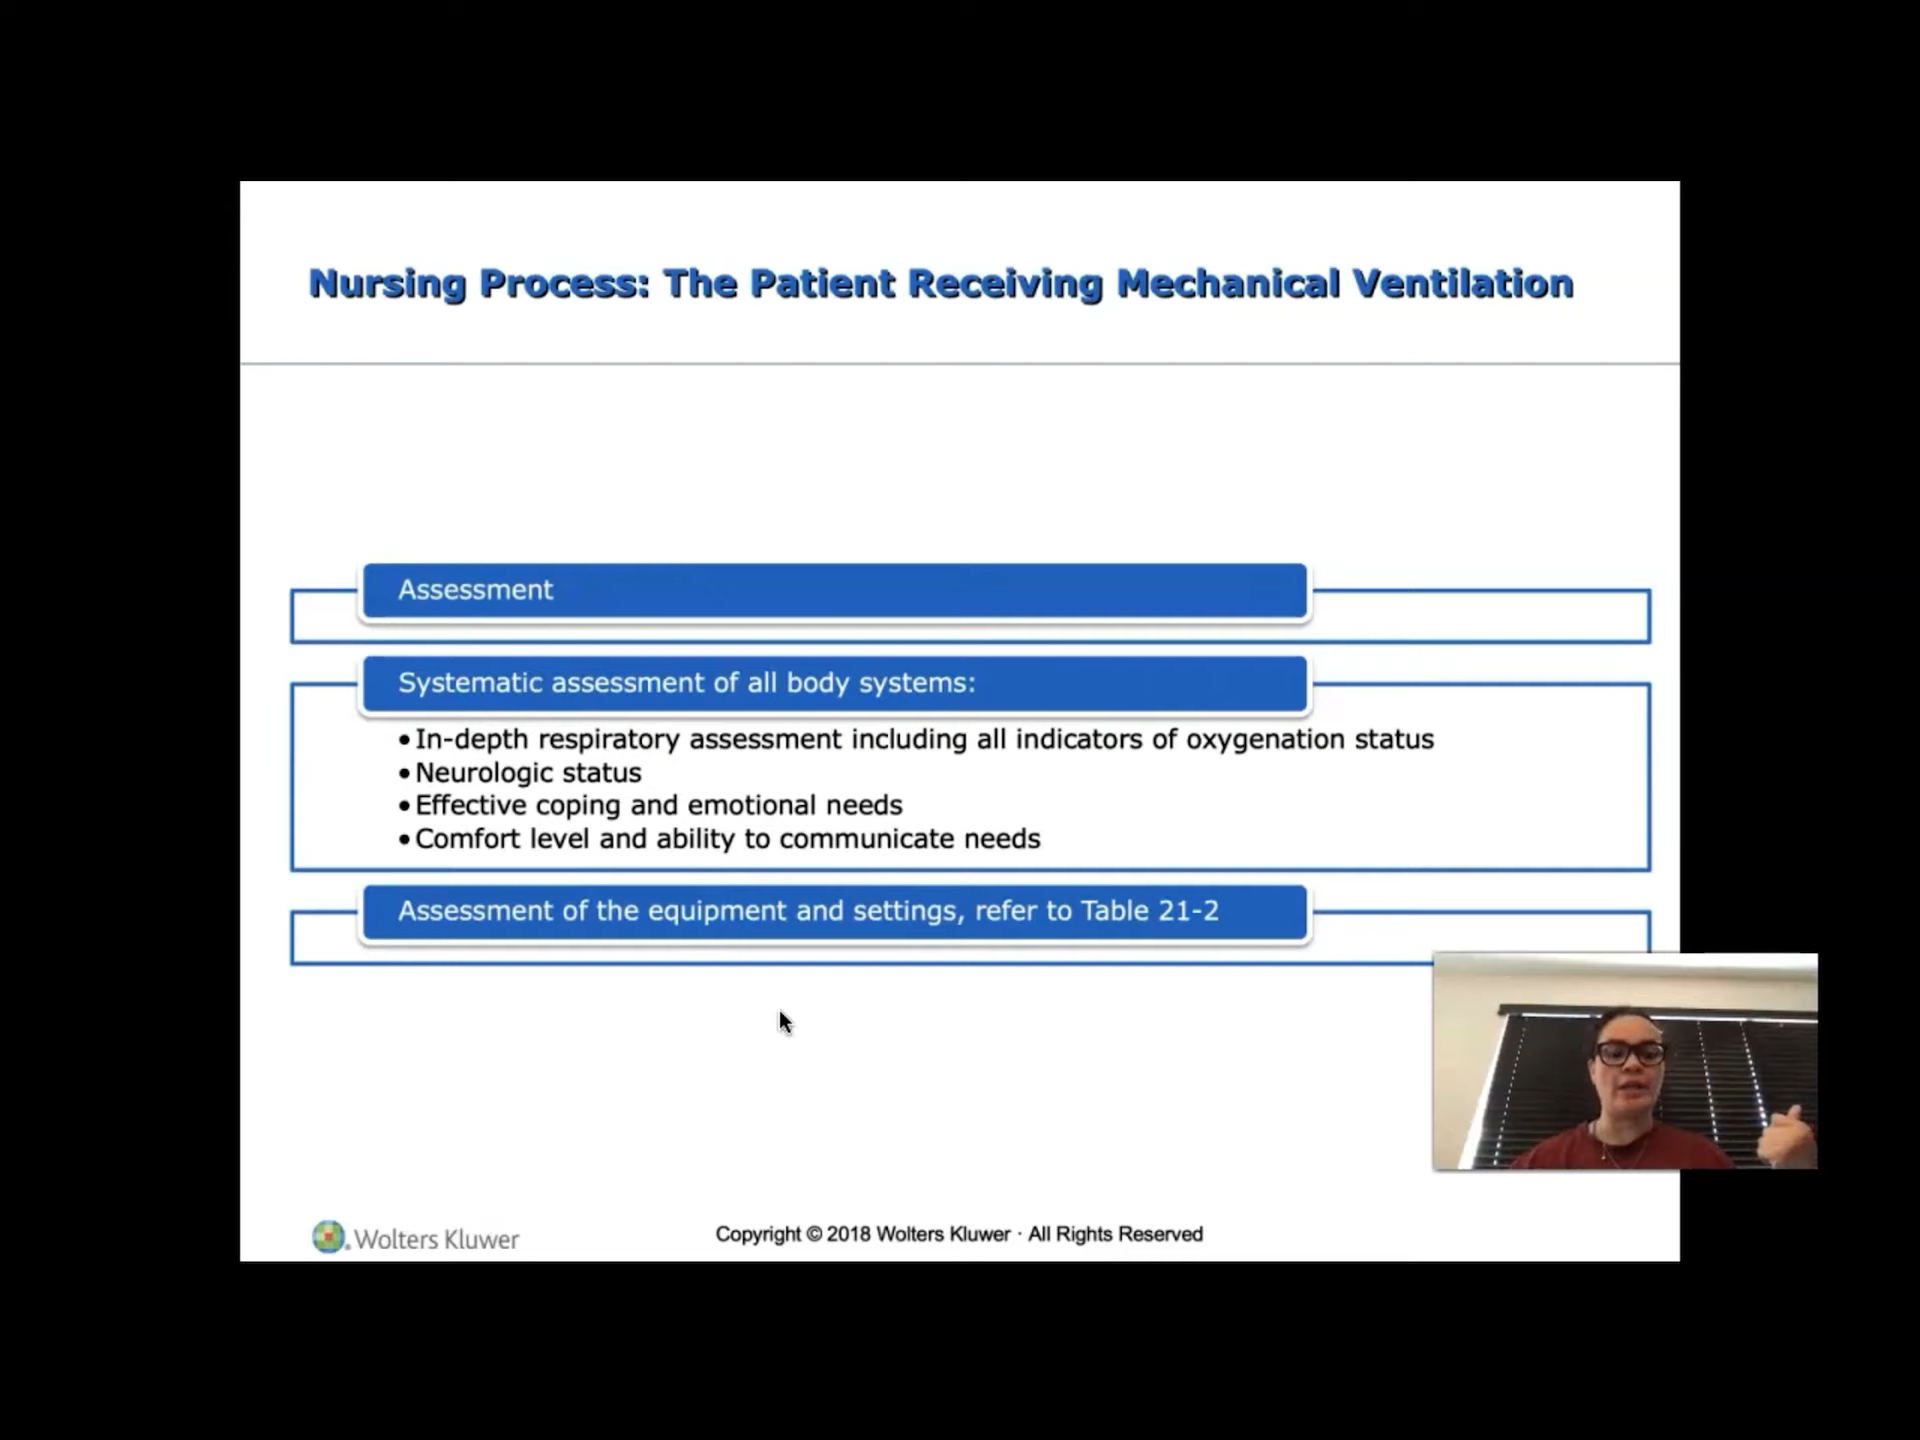 Nursing Process: The Patient Receiving Mechanical Ventilation
Assessment
Systematic assessment of all body systems:
• In-depth respiratory assessment including all indicators of oxygenation status
• Neurologic status
• Effective coping and emotional needs
• Comfort level and ability to communicate needs
Assessment of the equipment and settings, refer to Table 21-2
Wolters Kluwer
Copyright © 2018 Wolters Kluwer · All Rights Reserved